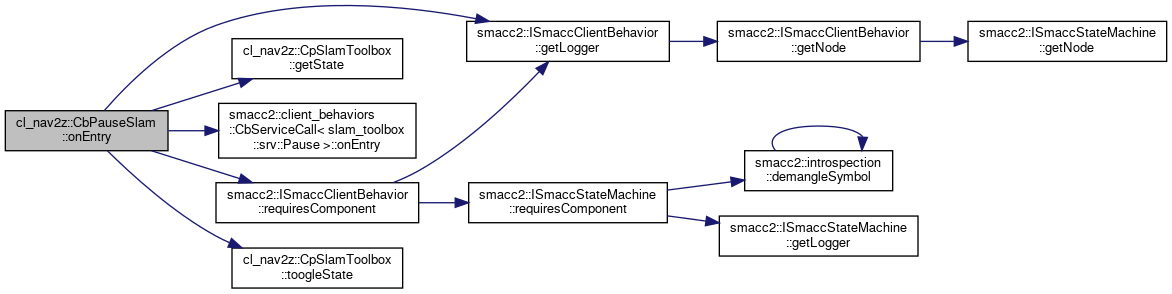 cl_nav2z::CbPauseSlam
::onEntry
smacc2::ISmaccClientBehavior
::getLogger
smacc2::ISmaccClientBehavior
::getNode
smacc2::ISmaccStateMachine
::getNode
cl_nav2z::CpSlamToolbox
::getState
smacc2::client_behaviors
::CbServiceCall< slam_toolbox
::srv::Pause >::onEntry
smacc2::ISmaccClientBehavior
::requiresComponent
smacc2::ISmaccStateMachine
::requiresComponent
smacc2::introspection
::demangleSymbol
smacc2::ISmaccStateMachine
::getLogger
cl_nav2z::CpSlamToolbox
::toogleState